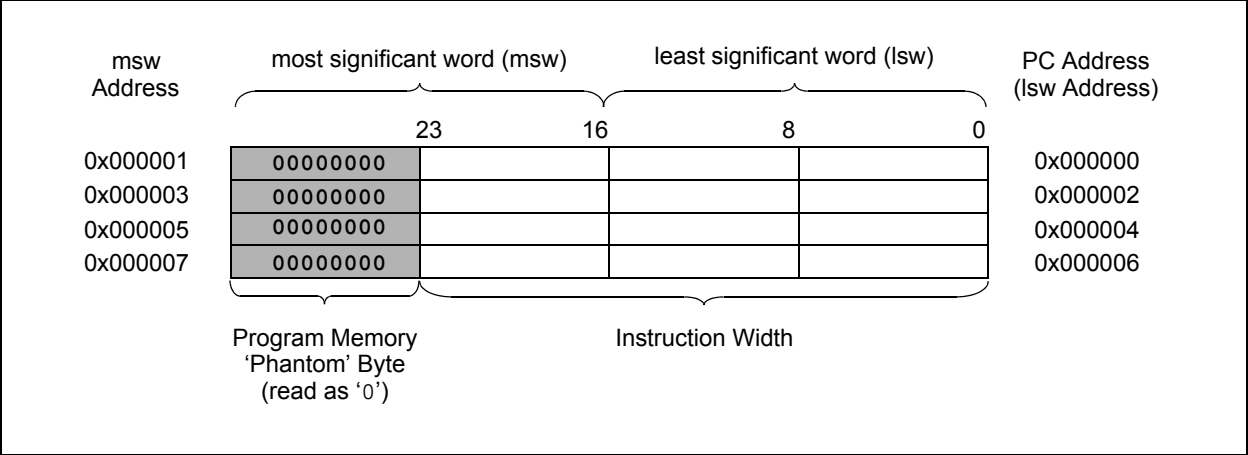 msw Address
most significant word (msw)
least significant word (lsw)
PC Address (lsw Address)
23 16 8 0
0x000001 00000000 0x000000
0x000003 00000000 0x000002
0x000005 00000000 0x000004
0x000007 00000000 0x000006
Program Memory
‘Phantom’ Byte
(read as ‘0’)
Instruction Width